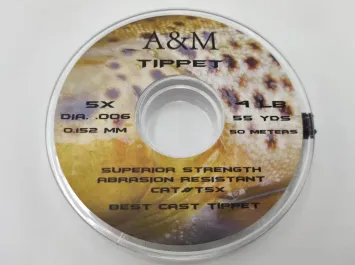 A&M
TIPPET
5X
DIA. .006
0.152 MM
4 LB
55 YDS
50 METERS
SUPERIOR STRENGTH
ABRASION RESISTANT
CAT#T5X
BEST CAST TIPPET